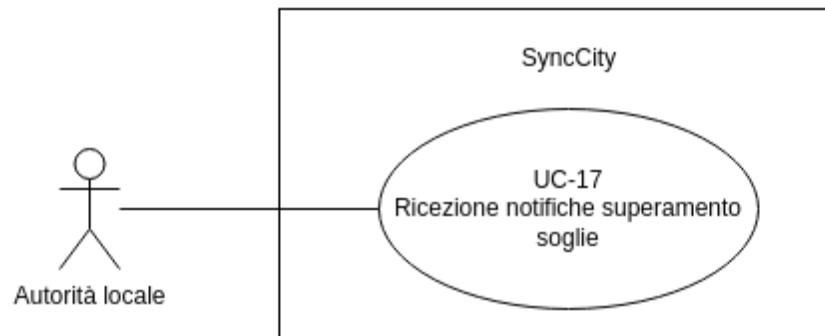 SyncCity
UC-17
Ricezione notifiche superamento
soglie
Autorità locale